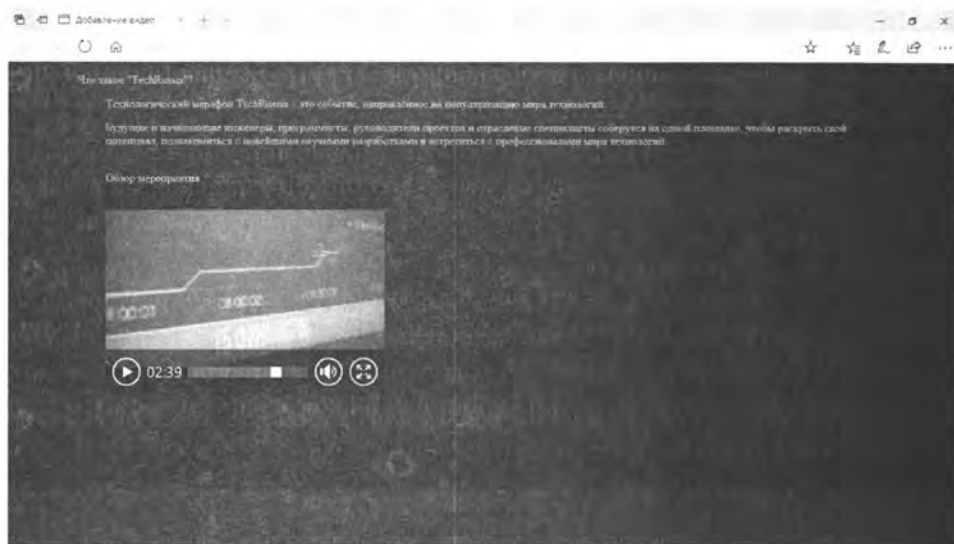 Добавление видео
Что такое "TechRussia"?
Технологический марафон TechRussia - это событие, направленное на популяризацию мира технологий.
Будущие и начинающие инженеры, программисты, руководители проектов и отраслевые специалисты соберутся на одной площадке, чтобы раскрыть свой
потенциал, познакомиться с новейшими научными разработками и встретиться с профессионалами мира технологий.
Обзор мероприятия
02:39